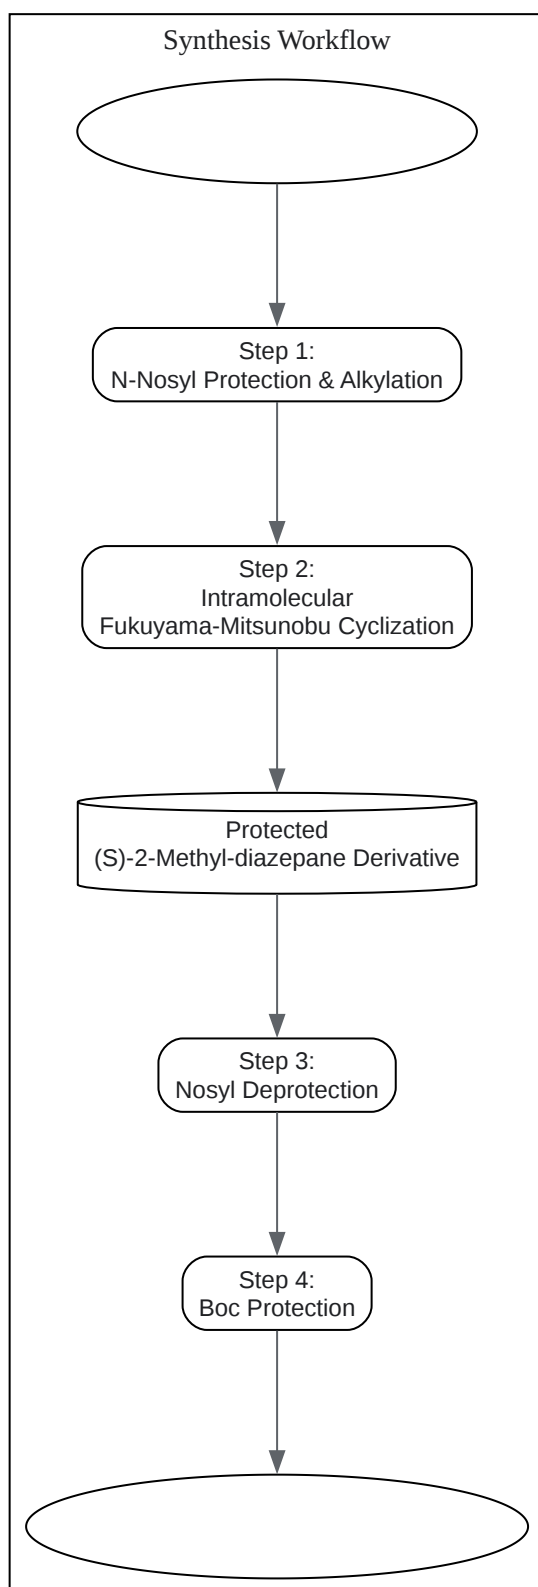 Synthesis Workflow
Step 1:
N-Nosyl Protection & Alkylation
Step 2:
Intramolecular
Fukuyama-Mitsunobu Cyclization
Protected
(S)-2-Methyl-diazepane Derivative
Step 3:
Nosyl Deprotection
Step 4:
Boc Protection